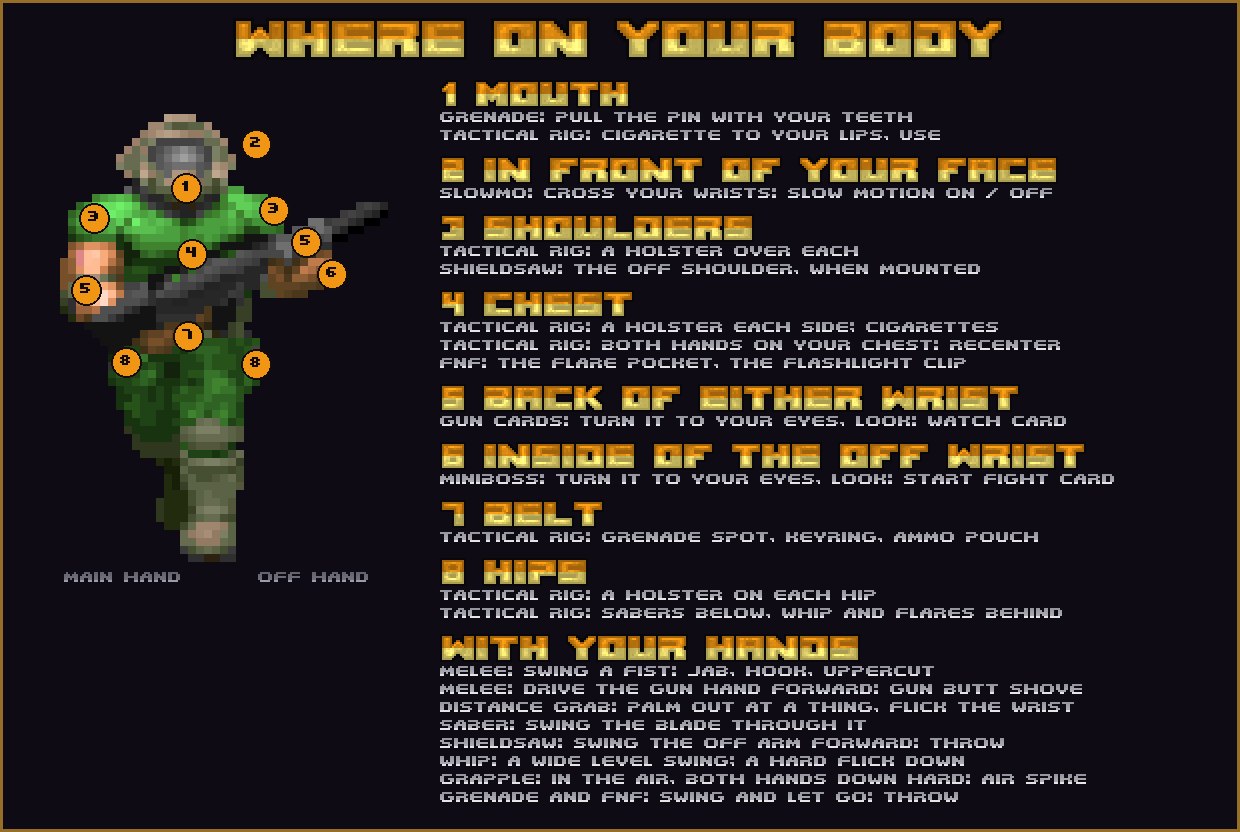 WHERE ON YOUR BODY
1 MOUTH
GRENADE: PULL THE PIN WITH YOUR TEETH
TACTICAL RIG: CIGARETTE TO YOUR LIPS, USE
2 IN FRONT OF YOUR FACE
SLOWMO: CROSS YOUR WRISTS: SLOW MOTION ON / OFF
3 SHOULDERS
TACTICAL RIG: A HOLSTER OVER EACH
SHIELDSAW: THE OFF SHOULDER, WHEN MOUNTED
4 CHEST
TACTICAL RIG: A HOLSTER EACH SIDE; CIGARETTES
TACTICAL RIG: BOTH HANDS ON YOUR CHEST: RECENTER
FNF: THE FLARE POCKET, THE FLASHLIGHT CLIP
5 BACK OF EITHER WRIST
GUN CARDS: TURN IT TO YOUR EYES, LOOK: WATCH CARD
6 INSIDE OF THE OFF WRIST
MINIBOSS: TURN IT TO YOUR EYES, LOOK: START FIGHT CARD
7 BELT
TACTICAL RIG: GRENADE SPOT, KEYRING, AMMO POUCH
8 HIPS
TACTICAL RIG: A HOLSTER ON EACH HIP
TACTICAL RIG: SABERS BELOW, WHIP AND FLARES BEHIND
WITH YOUR HANDS
MELEE: SWING A FIST: JAB, HOOK, UPPERCUT
MELEE: DRIVE THE GUN HAND FORWARD: GUN BUTT SHOVE
DISTANCE GRAB: PALM OUT AT A THING, FLICK THE WRIST
SABER: SWING THE BLADE THROUGH IT
SHIELDSAW: SWING THE OFF ARM FORWARD: THROW
WHIP: A WIDE LEVEL SWING; A HARD FLICK DOWN
GRAPPLE: IN THE AIR, BOTH HANDS DOWN HARD: AIR SPIKE
GRENADE AND FNF: SWING AND LET GO: THROW
2
1
3
3
4
5
6
5
7
8
8
MAIN HAND
OFF HAND